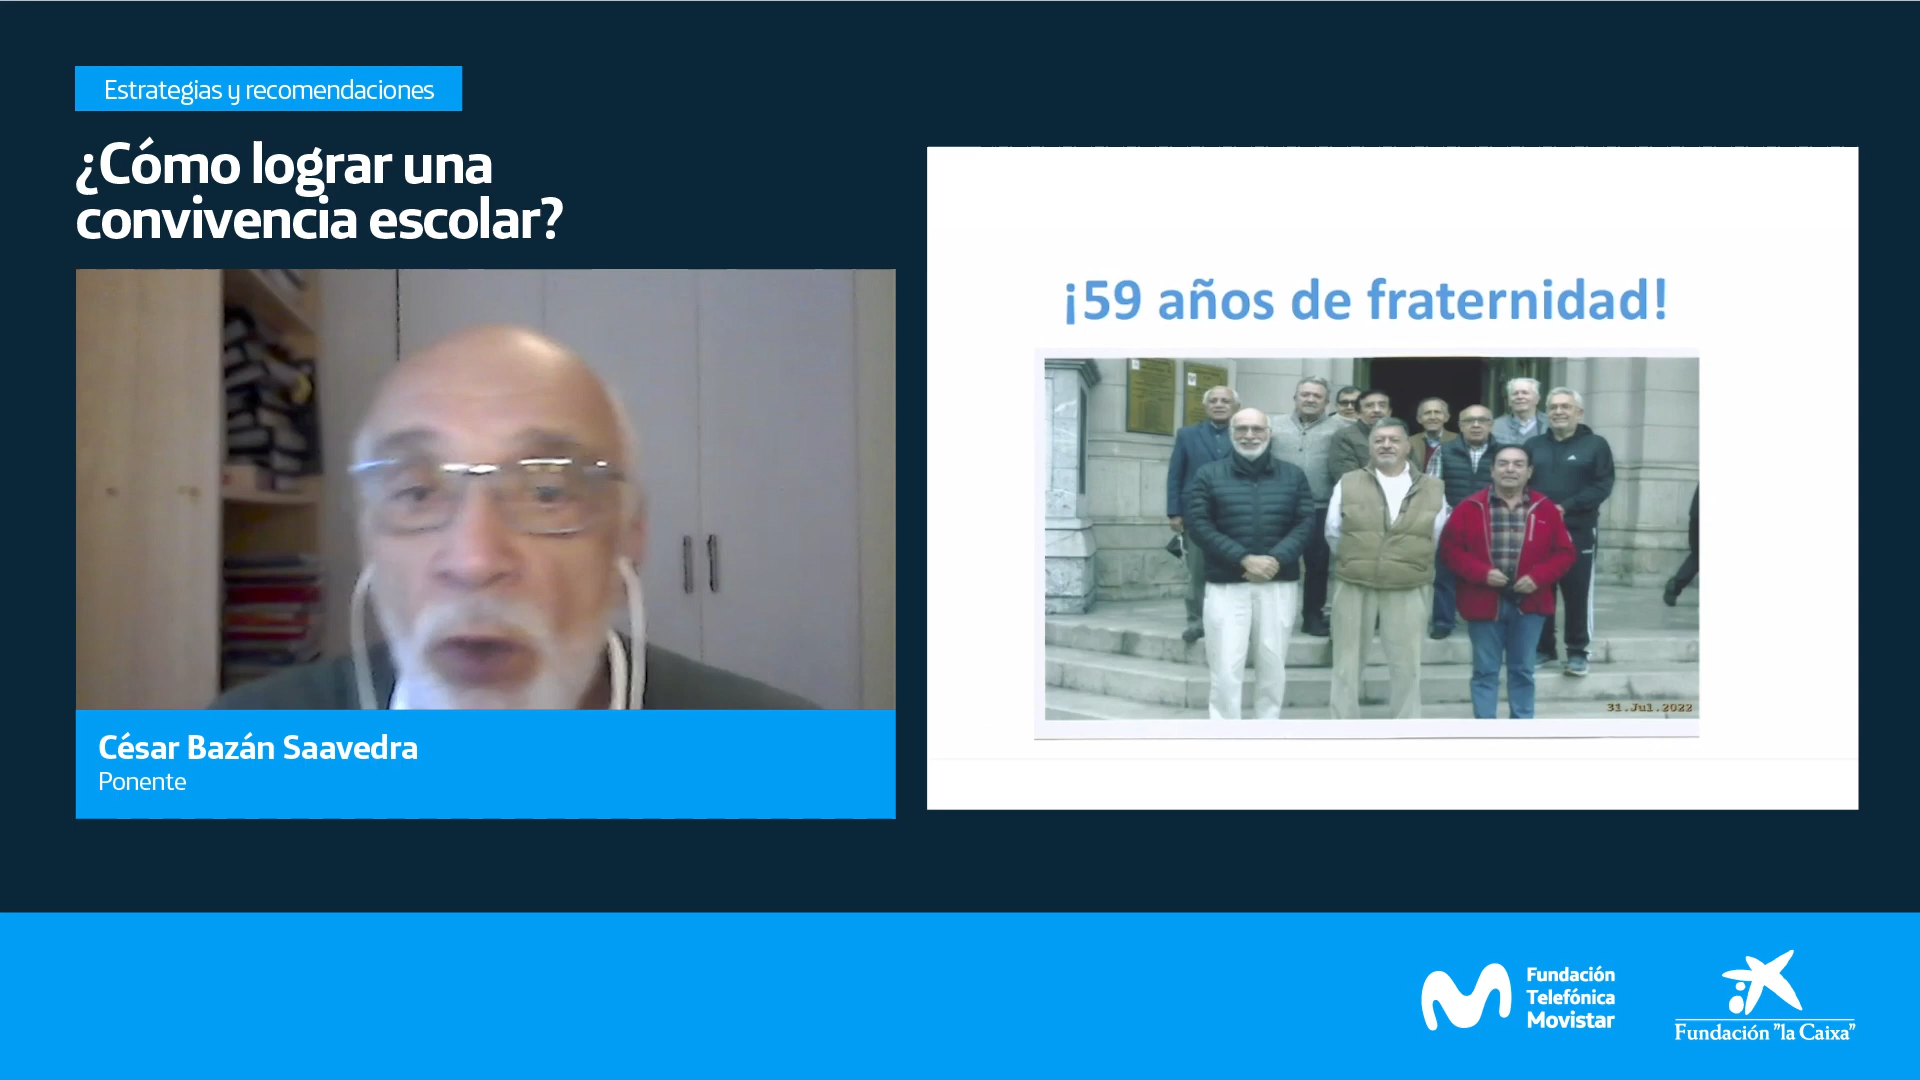 Estrategias y recomendaciones
¿Cómo lograr una
convivencia escolar?
César Bazán Saavedra
Ponente
¡59 años de fraternidad!
31.Jul.2022
Fundación
Telefónica
Movistar
Fundación "la Caixa"